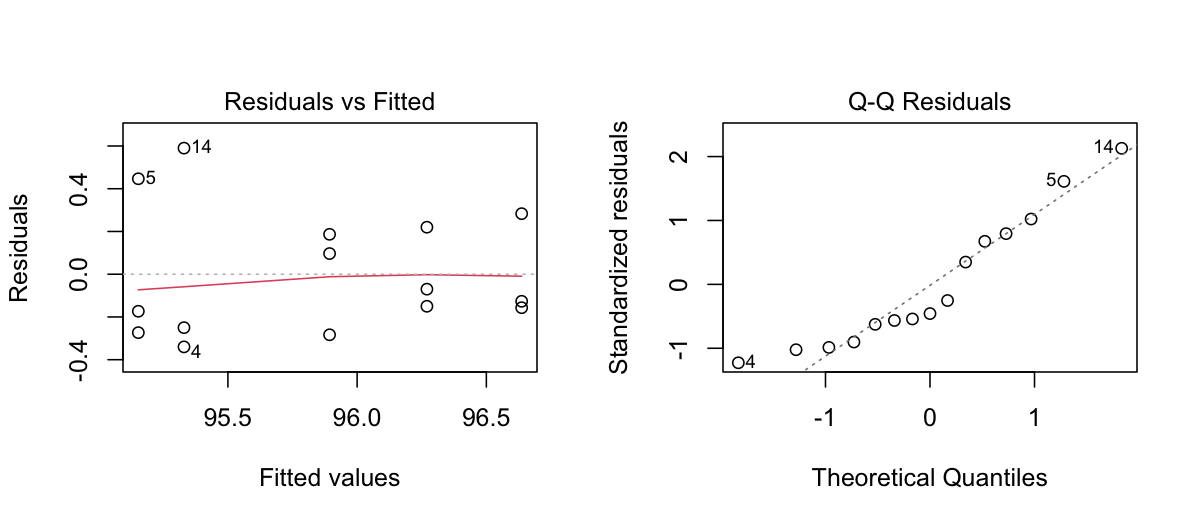 Residuals vs Fitted
Residuals
0.4
0.0
-0.4
14
5
4
95.5 96.0 96.5
Fitted values
Q-Q Residuals
Standardized residuals
2
1
0
-1
14
5
4
-1 0 1
Theoretical Quantiles